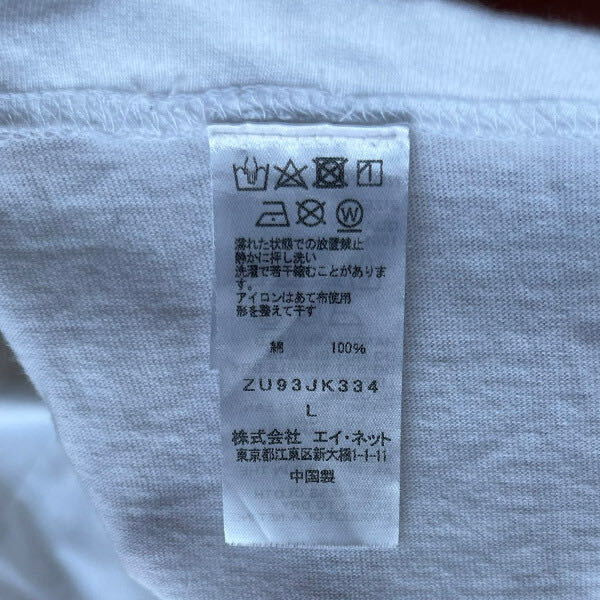 濡れた状態での放置禁止
静かに押し洗い
洗濯で若干縮むことがありま
す。
アイロンはあて布使用
形を整えて干す
綿 100%
ZU93JK334
L
株式会社 エイ・ネット
東京都江東区新大橋1-1-11
中国製